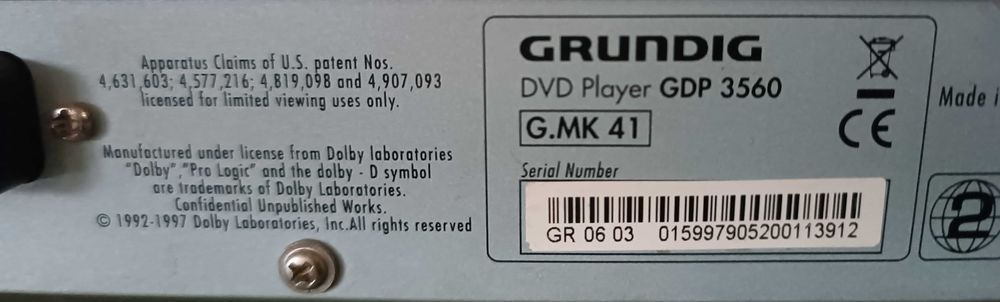 Apparatus Claims of U.S. patent Nos.
4,631,603; 4,577,216; 4,819,098 and 4,907,093
licensed for limited viewing uses only.
Manufactured under license from Dolby laboratories
"Dolby","Pro Logic" and the dolby - D symbol
are trademarks of Dolby Laboratories.
Confidential Unpublished Works.
© 1992-1997 Dolby Laboratories, Inc.All rights reserved
GRUNDIG
DVD Player GDP 3560
G.MK 41
CE
Serial Number
GR 06 03 015997905200113912
Made i
2